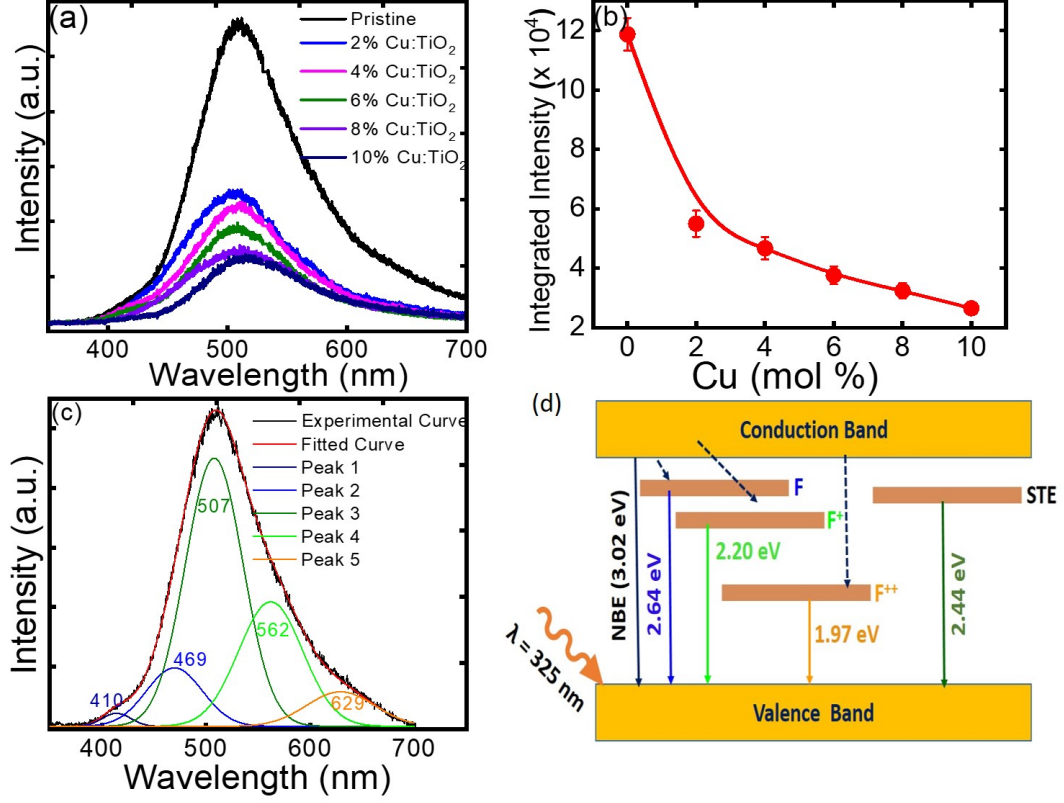 (a)
Pristine
2% Cu:TiO₂
4% Cu:TiO₂
6% Cu:TiO₂
8% Cu:TiO₂
10% Cu:TiO₂
Intensity (a.u.)
400 500 600 700
Wavelength (nm)
(b)
Integrated Intensity (x 10⁴)
12
10
8
6
4
2
0 2 4 6 8 10
Cu (mol %)
(c)
Experimental Curve
Fitted Curve
Peak 1
Peak 2
Peak 3
Peak 4
Peak 5
507
562
469
410
629
Intensity (a.u.)
400 500 600 700
Wavelength (nm)
(d)
Conduction Band
F
STE
F⁺
2.20 eV
NBE (3.02 eV)
2.64 eV
F⁺⁺
2.44 eV
1.97 eV
λ = 325 nm
Valence Band